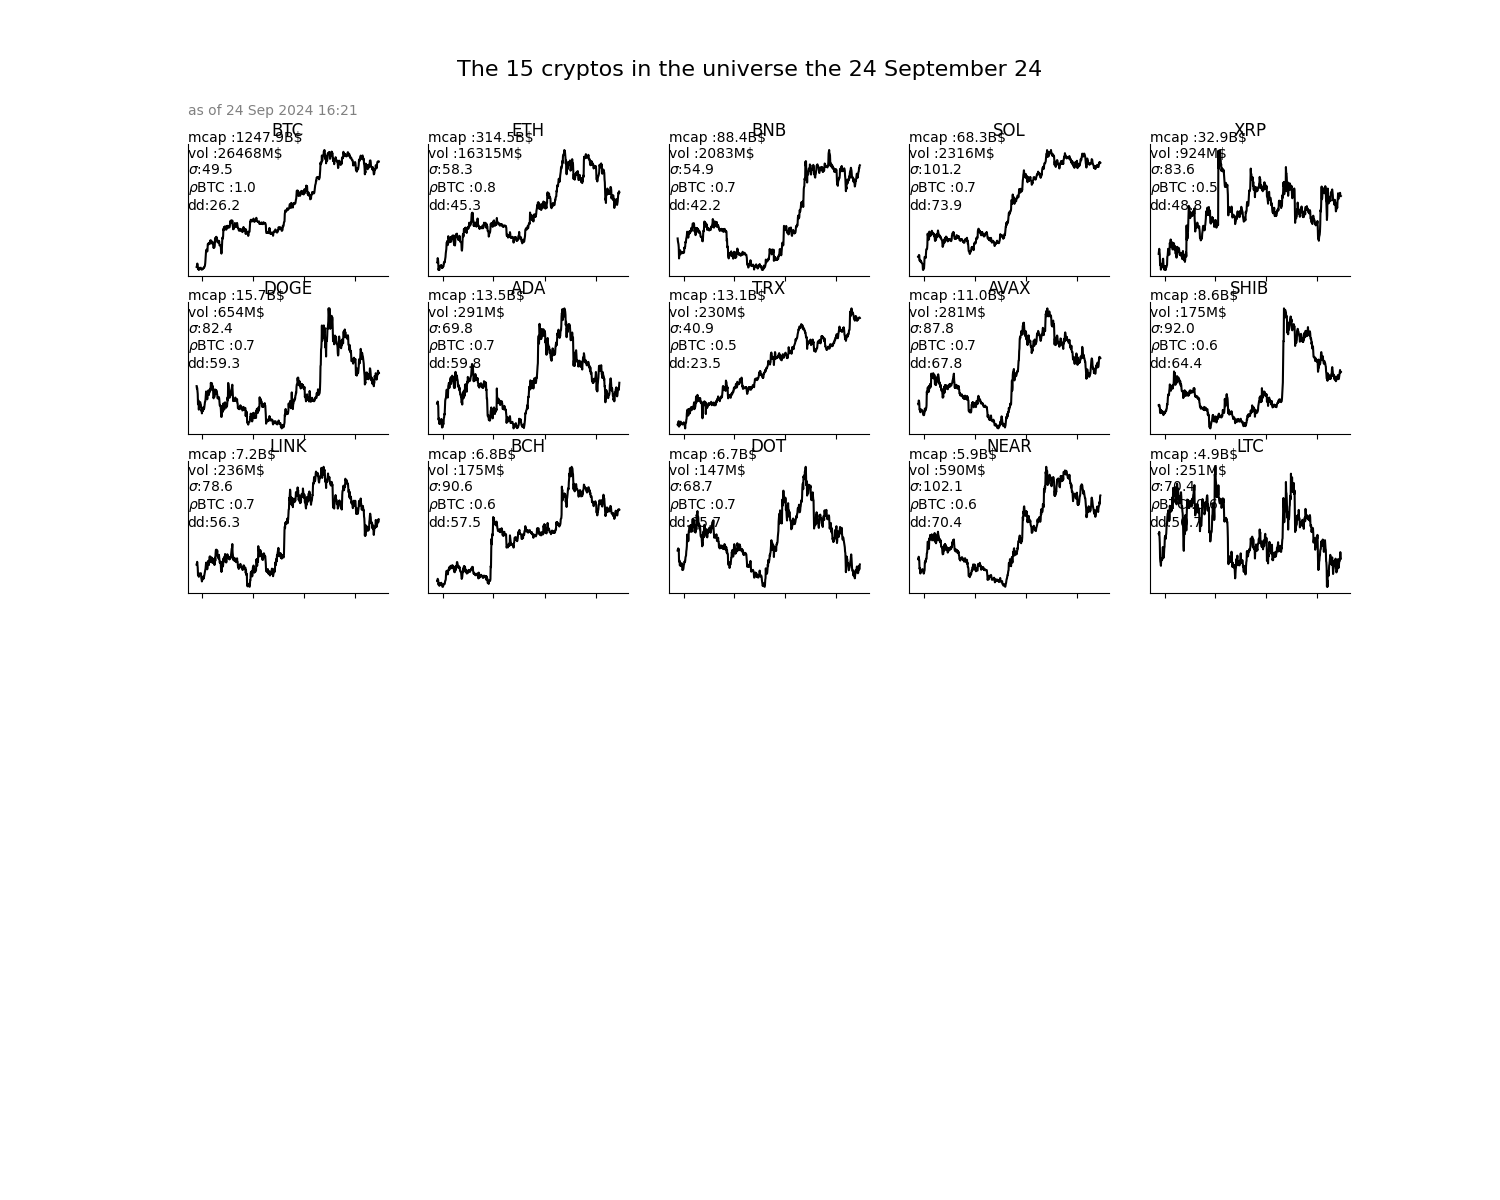 The 15 cryptos in the universe the 24 September 24
as of 24 Sep 2024 16:21
BTC
mcap :1247.9B$
vol :26468M$
σ:49.5
ρBTC :1.0
dd:26.2
ETH
mcap :314.5B$
vol :16315M$
σ:58.3
ρBTC :0.8
dd:45.3
BNB
mcap :88.4B$
vol :2083M$
σ:54.9
ρBTC :0.7
dd:42.2
SOL
mcap :68.3B$
vol :2316M$
σ:101.2
ρBTC :0.7
dd:73.9
XRP
mcap :32.9B$
vol :924M$
σ:83.6
ρBTC :0.5
dd:48.8
DOGE
mcap :15.7B$
vol :654M$
σ:82.4
ρBTC :0.7
dd:59.3
ADA
mcap :13.5B$
vol :291M$
σ:69.8
ρBTC :0.7
dd:59.8
TRX
mcap :13.1B$
vol :230M$
σ:40.9
ρBTC :0.5
dd:23.5
AVAX
mcap :11.0B$
vol :281M$
σ:87.8
ρBTC :0.7
dd:67.8
SHIB
mcap :8.6B$
vol :175M$
σ:92.0
ρBTC :0.6
dd:64.4
LINK
mcap :7.2B$
vol :236M$
σ:78.6
ρBTC :0.7
dd:56.3
BCH
mcap :6.8B$
vol :175M$
σ:90.6
ρBTC :0.6
dd:57.5
DOT
mcap :6.7B$
vol :147M$
σ:68.7
ρBTC :0.7
NEAR
mcap :5.9B$
vol :590M$
σ:102.1
ρBTC :0.6
dd:70.4
LTC
mcap :4.9B$
vol :251M$